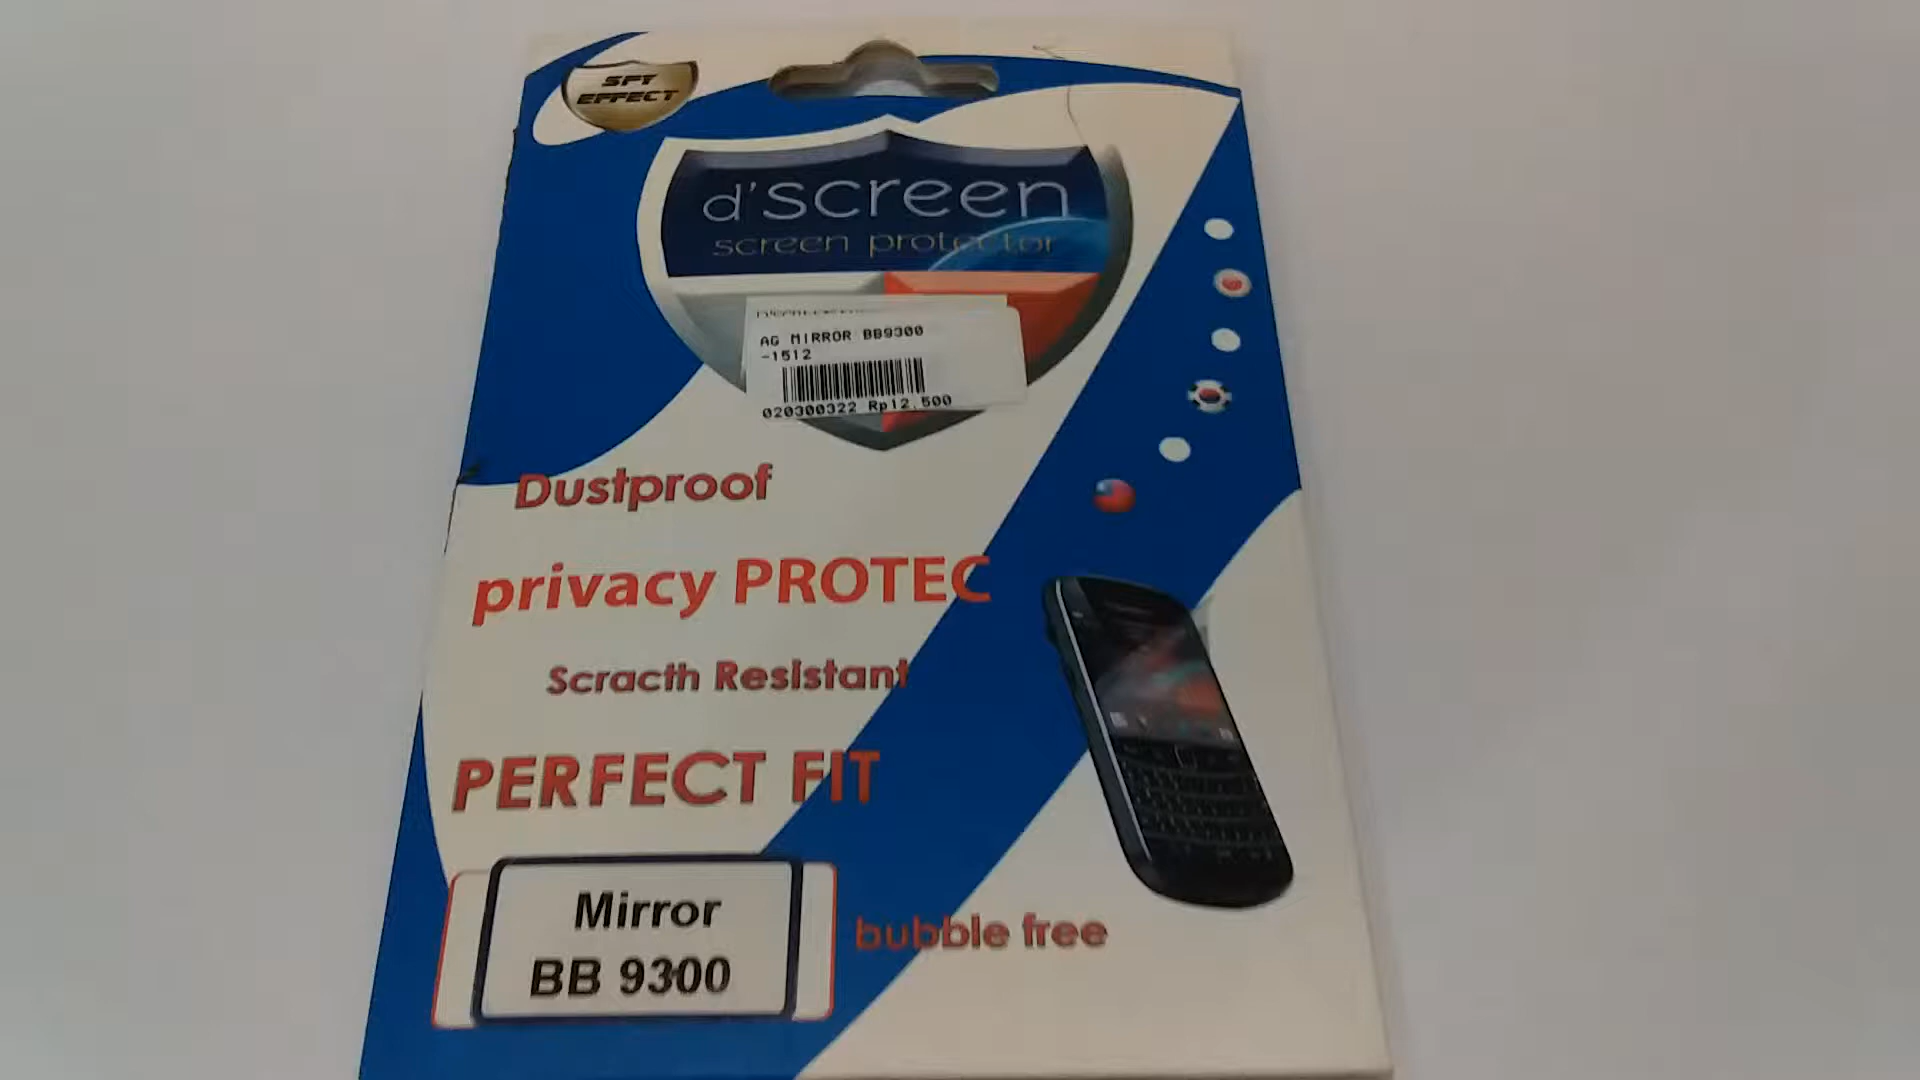 SPY
EFFECT
d'screen
screen protector
AG MIRROR BB9300
-1512
020300322 Rp12.500
Dustproof
privacy PROTEC
Scracth Resistant
PERFECT FIT
Mirror
BB 9300
bubble free